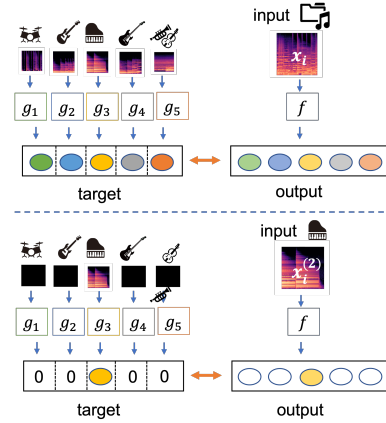 input
x_i
g_1 g_2 g_3 g_4 g_5 f
target output
input
x_i^{(2)}
g_1 g_2 g_3 g_4 g_5 f
0 0 0 0
target output